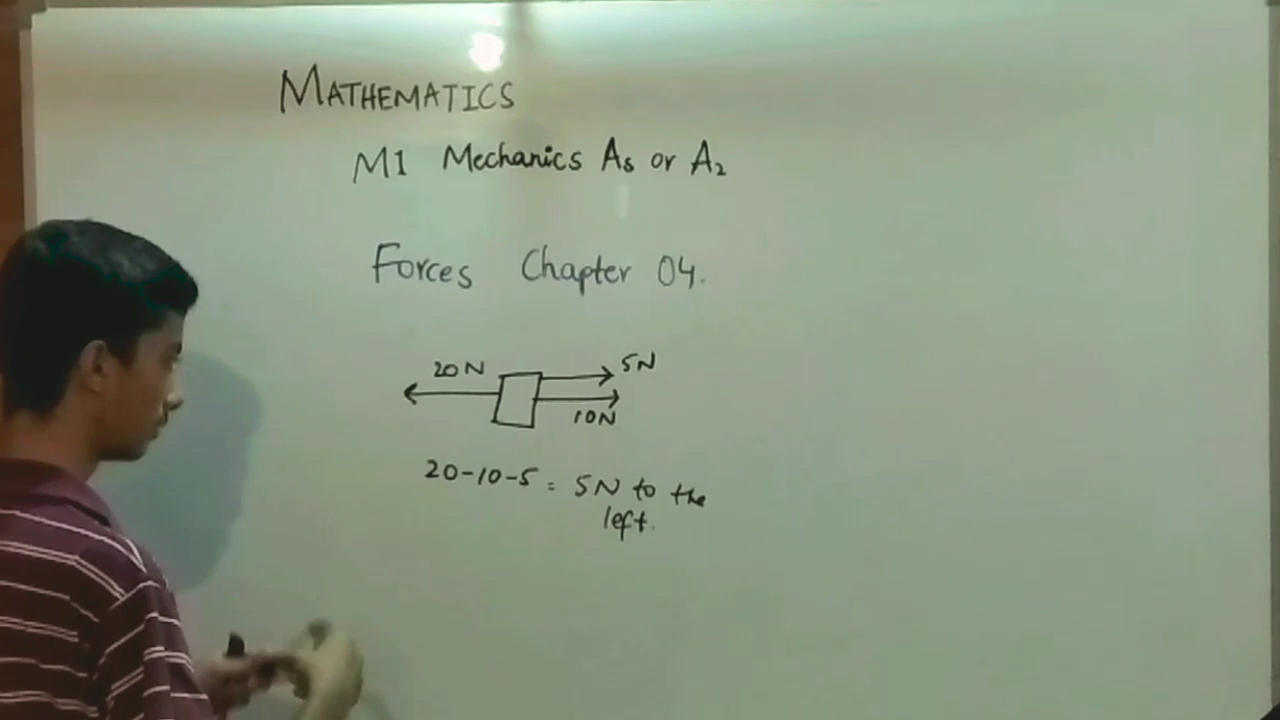 MATHEMATICS
M1 Mechanics As or A2
Forces Chapter 04.
20N 5N
10N
20-10-5 = 5N to the
left.